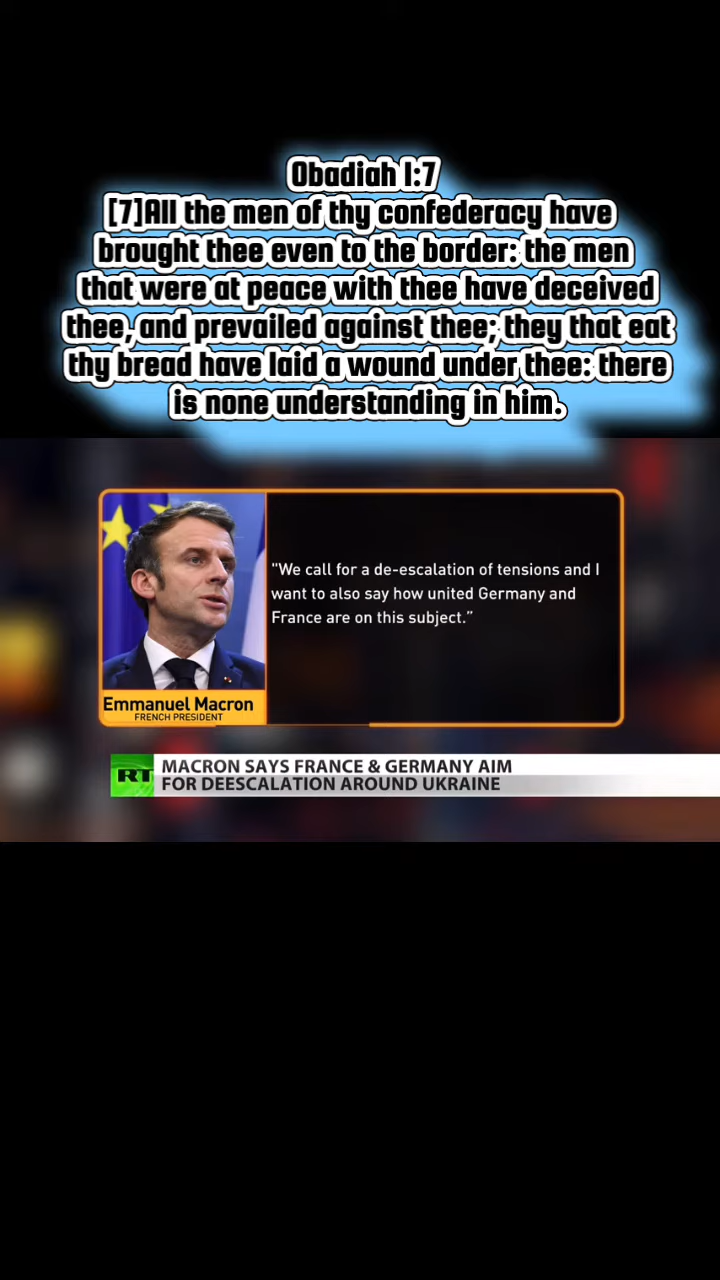 Obadiah 1:7
[7]All the men of thy confederacy have
brought thee even to the border: the men
that were at peace with thee have deceived
thee, and prevailed against thee; they that eat
thy bread have laid a wound under thee: there
is none understanding in him.
"We call for a de-escalation of tensions and I
want to also say how united Germany and
France are on this subject."
Emmanuel Macron
FRENCH PRESIDENT
RT
MACRON SAYS FRANCE & GERMANY AIM
FOR DEESCALATION AROUND UKRAINE